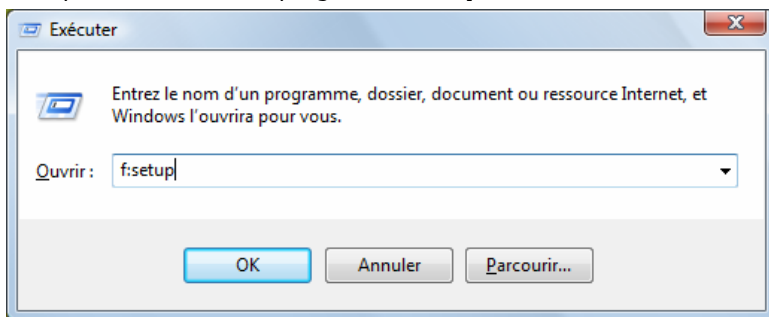 Exécuter
Entrez le nom d'un programme, dossier, document ou ressource Internet, et
Windows l'ouvrira pour vous.
Ouvrir : f:setup
OK Annuler Parcourir...